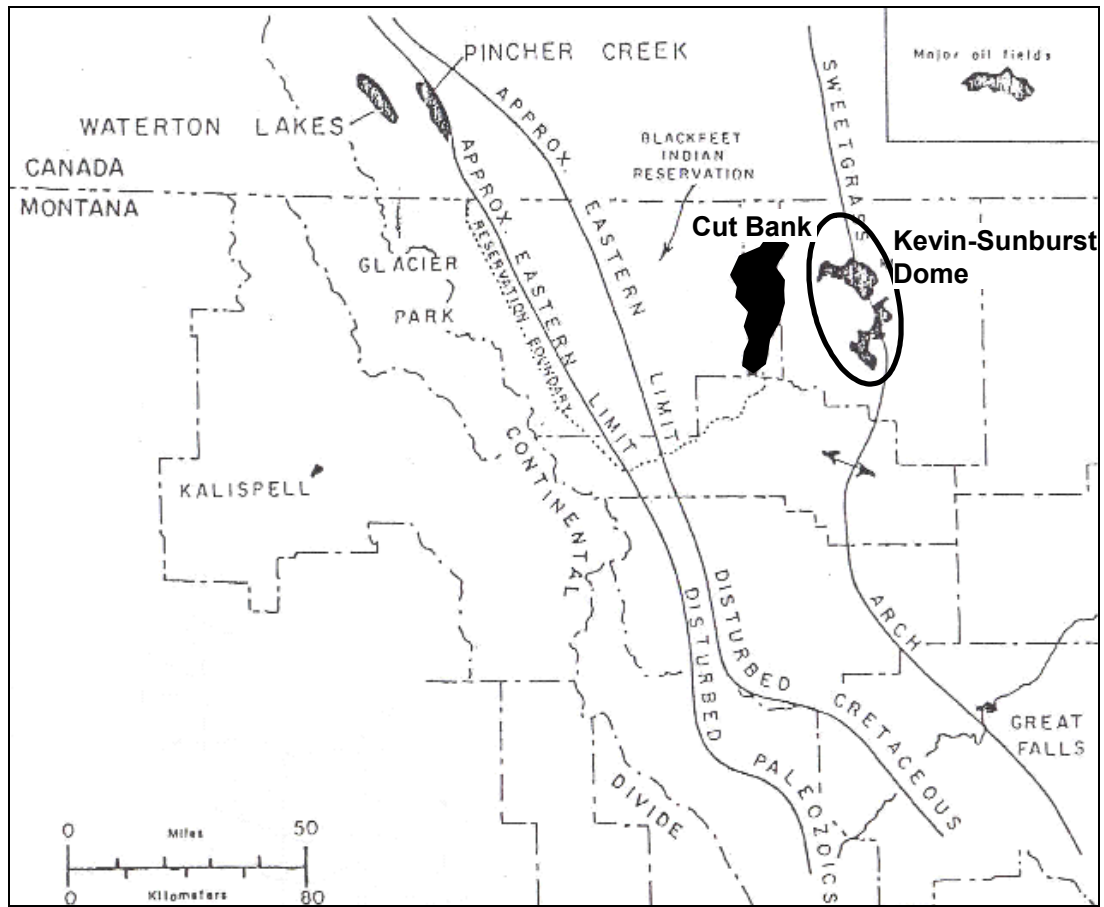 PINCHER CREEK
Major oil fields
WATERTON LAKES
CANADA
MONTANA
BLACKFEET
INDIAN
RESERVATION
SWEETGRASS
ARCH
APPROX. EASTERN LIMIT DISTURBED CRETACEOUS
APPROX. EASTERN LIMIT DISTURBED PALEOZOICS
RESERVATION BOUNDARY
Cut Bank
Kevin-Sunburst
Dome
GLACIER
PARK
KALISPELL
CONTINENTAL
DIVIDE
GREAT
FALLS
0 Miles 50
0 Kilometers 80